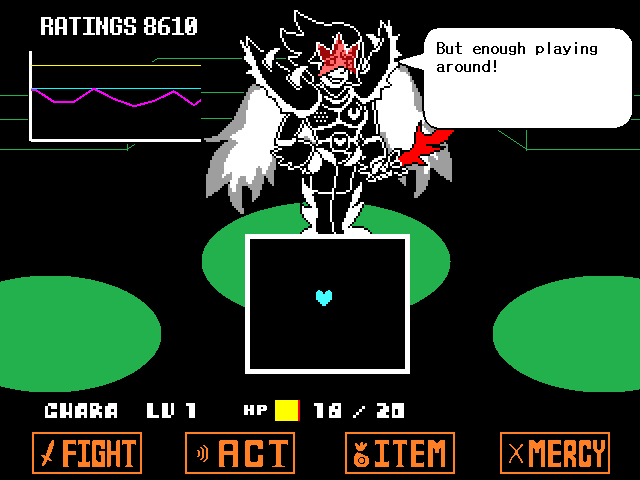 RATINGS 8610
But enough playing
around!
CHARA LV 1 HP 18 / 20
FIGHT ACT ITEM MERCY